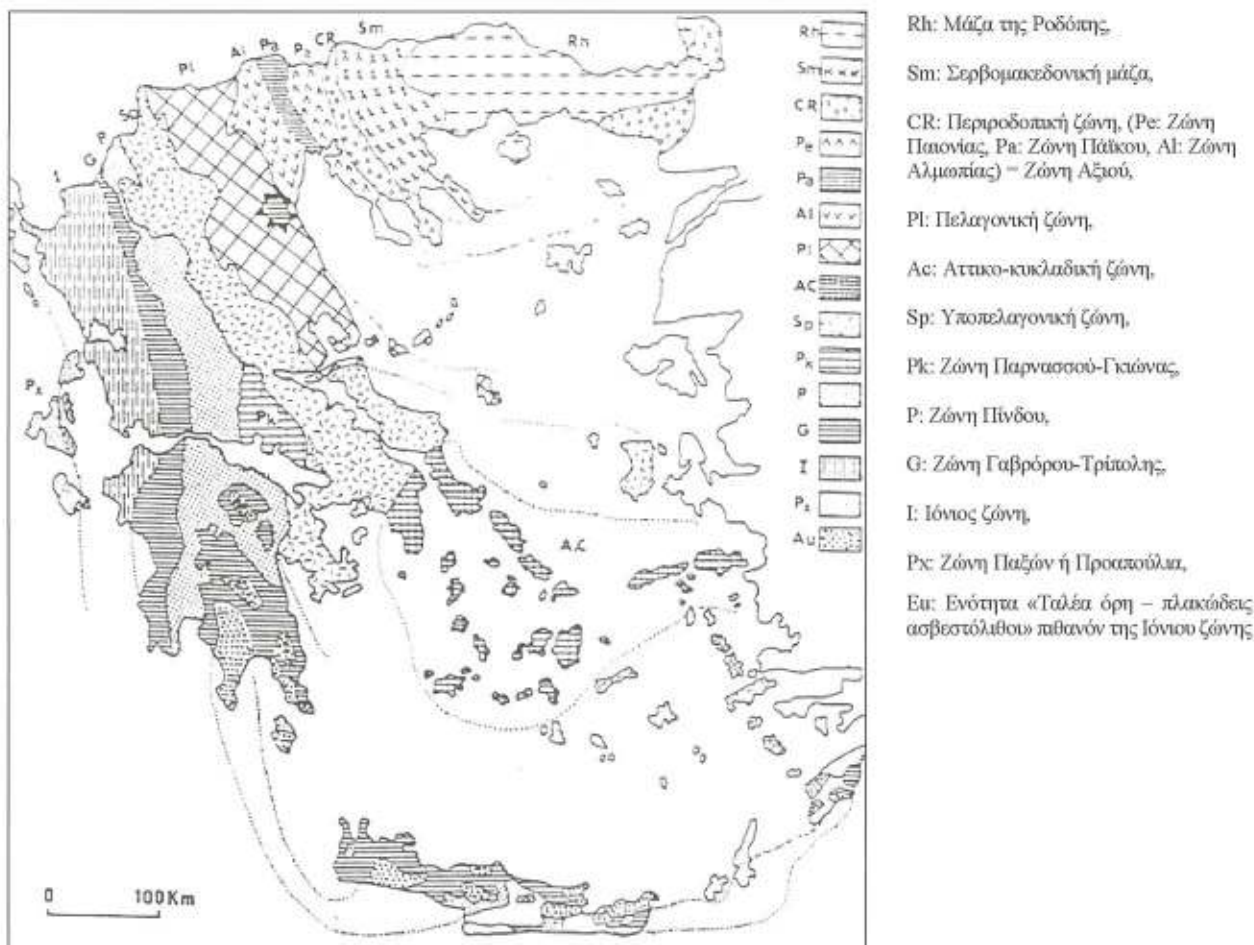 Pl
Al
Pa
Pe
CR
Sm
Rh
SP
P
G
I
Px
Pk
AC
0 100Km
Rh
Sm
CR
Pe
Pa
Al
Pl
AC
Sp
Pk
P
G
I
Px
Au
Rh: Μάζα της Ροδόπης,
Sm: Σερβομακεδονική μάζα,
CR: Περιροδοπική ζώνη, (Pe: Ζώνη
Παιονίας, Pa: Ζώνη Πάϊκου, Al: Ζώνη
Αλμωπίας) = Ζώνη Αξιού,
Pl: Πελαγονική ζώνη,
Ac: Αττικο-κυκλαδική ζώνη,
Sp: Υποπελαγονική ζώνη,
Pk: Ζώνη Παρνασσού-Γκιώνας,
P: Ζώνη Πίνδου,
G: Ζώνη Γαβρόρου-Τρίπολης,
I: Ιόνιος ζώνη,
Px: Ζώνη Παξών ή Προαπούλια,
Eu: Ενότητα «Ταλέα όρη – πλακώδεις
ασβεστόλιθοι» πιθανόν της Ιόνιου ζώνης